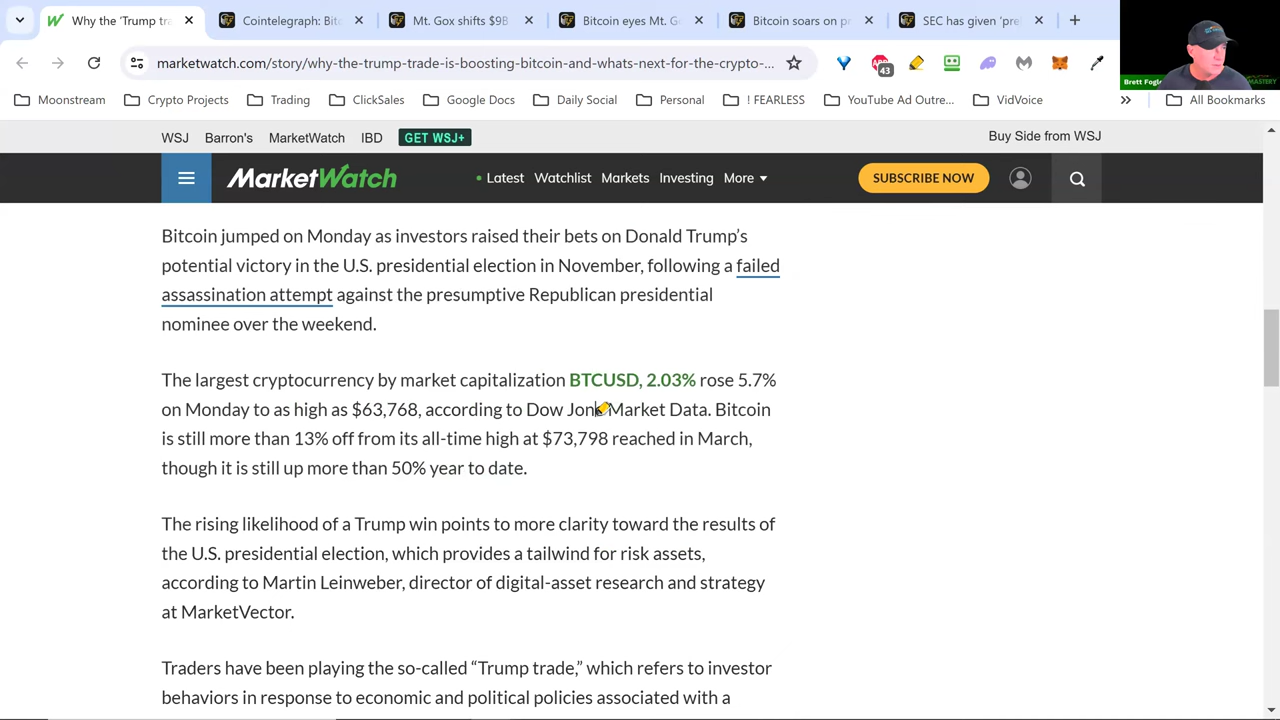 Why the 'Trump tra
Cointelegraph: Bit
Mt. Gox shifts $9B
Bitcoin eyes Mt. G
Bitcoin soars on p
SEC has given 'prel
marketwatch.com/story/why-the-trump-trade-is-boosting-bitcoin-and-whats-next-for-the-crypto-...
43
Moonstream
Crypto Projects
Trading
ClickSales
Google Docs
Daily Social
Personal
! FEARLESS
YouTube Ad Outre...
VidVoice
All Bookmarks
Brett Fogle
MASTERY
WSJ Barron's MarketWatch IBD GET WSJ+
Buy Side from WSJ
MarketWatch
Latest Watchlist Markets Investing More
SUBSCRIBE NOW
Bitcoin jumped on Monday as investors raised their bets on Donald Trump's
potential victory in the U.S. presidential election in November, following a failed
assassination attempt against the presumptive Republican presidential
nominee over the weekend.
The largest cryptocurrency by market capitalization BTCUSD, 2.03% rose 5.7%
on Monday to as high as $63,768, according to Dow Jones Market Data. Bitcoin
is still more than 13% off from its all-time high at $73,798 reached in March,
though it is still up more than 50% year to date.
The rising likelihood of a Trump win points to more clarity toward the results of
the U.S. presidential election, which provides a tailwind for risk assets,
according to Martin Leinweber, director of digital-asset research and strategy
at MarketVector.
Traders have been playing the so-called “Trump trade,” which refers to investor
behaviors in response to economic and political policies associated with a